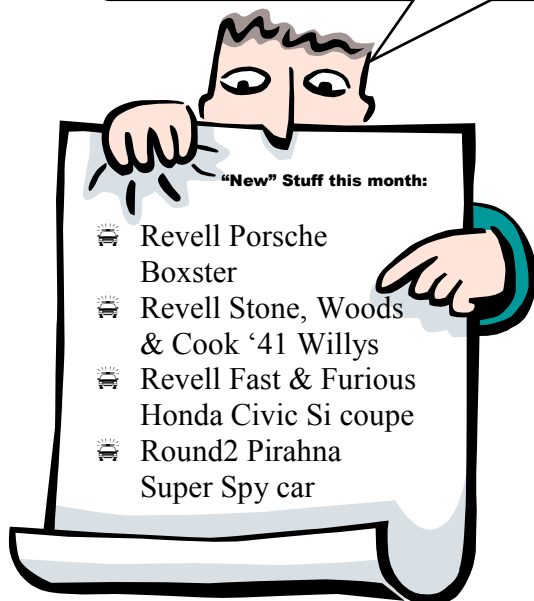 “New” Stuff this month:
Revell Porsche
Boxster
Revell Stone, Woods
& Cook ‘41 Willys
Revell Fast & Furious
Honda Civic Si coupe
Round2 Pirahna
Super Spy car